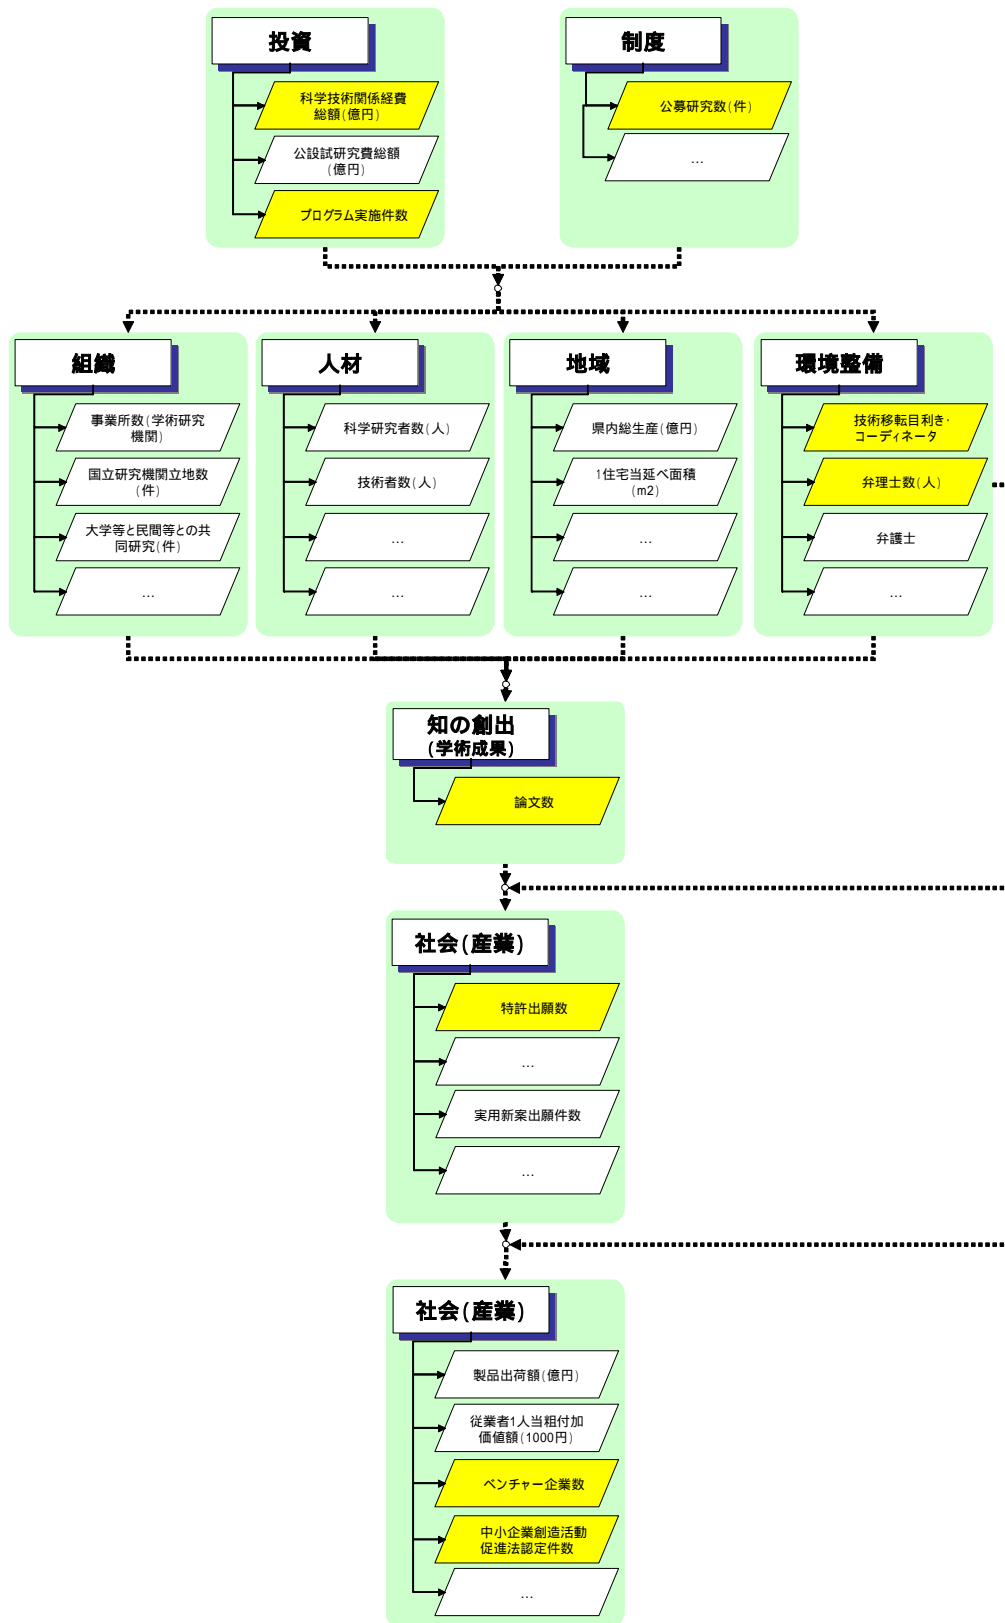 投資
科学技術関係経費
総額(億円)
公設試研究費総額
(億円)
プログラム実施件数
制度
公募研究数(件)
…
組織
事業所数(学術研究
機関)
国立研究機関立地数
(件)
大学等と民間等との共
同研究(件)
…
人材
科学研究者数(人)
技術者数(人)
…
…
地域
県内総生産(億円)
1住宅当延べ面積
(m2)
…
…
環境整備
技術移転目利き・
コーディネータ
弁理士数(人)
弁護士
…
知の創出
(学術成果)
論文数
社会(産業)
特許出願数
…
実用新案出願件数
…
社会(産業)
製品出荷額(億円)
従業者1人当粗付加
価値額(1000円)
ベンチャー企業数
中小企業創造活動
促進法認定件数
…